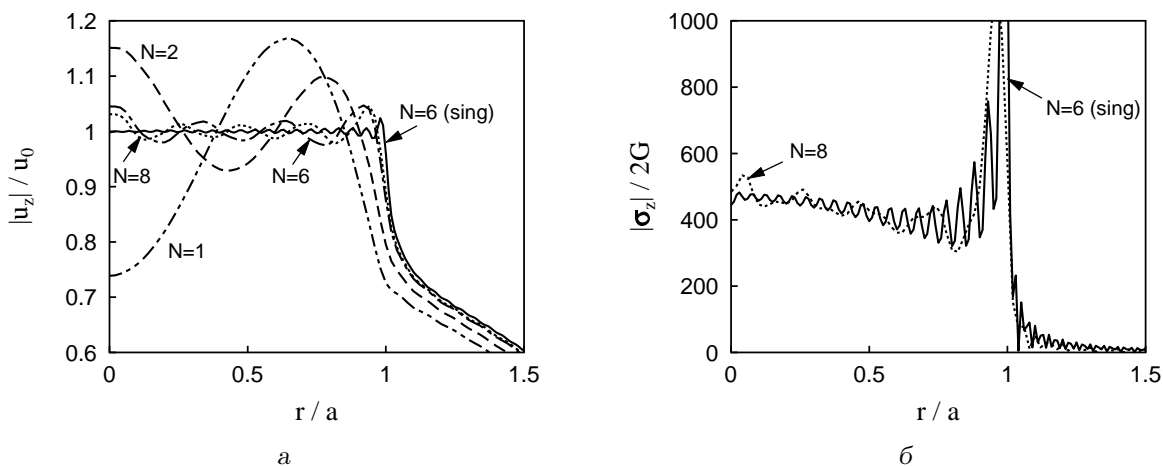 1.2
1.1
1
0.9
0.8
0.7
0.6
|u_z| / u_0
N=2
N=6 (sing)
N=8
N=6
N=1
0
0.5
1
1.5
r / a
а
1000
800
600
400
200
0
|σ_z| / 2G
N=8
N=6 (sing)
0
0.5
1
1.5
r / a
б